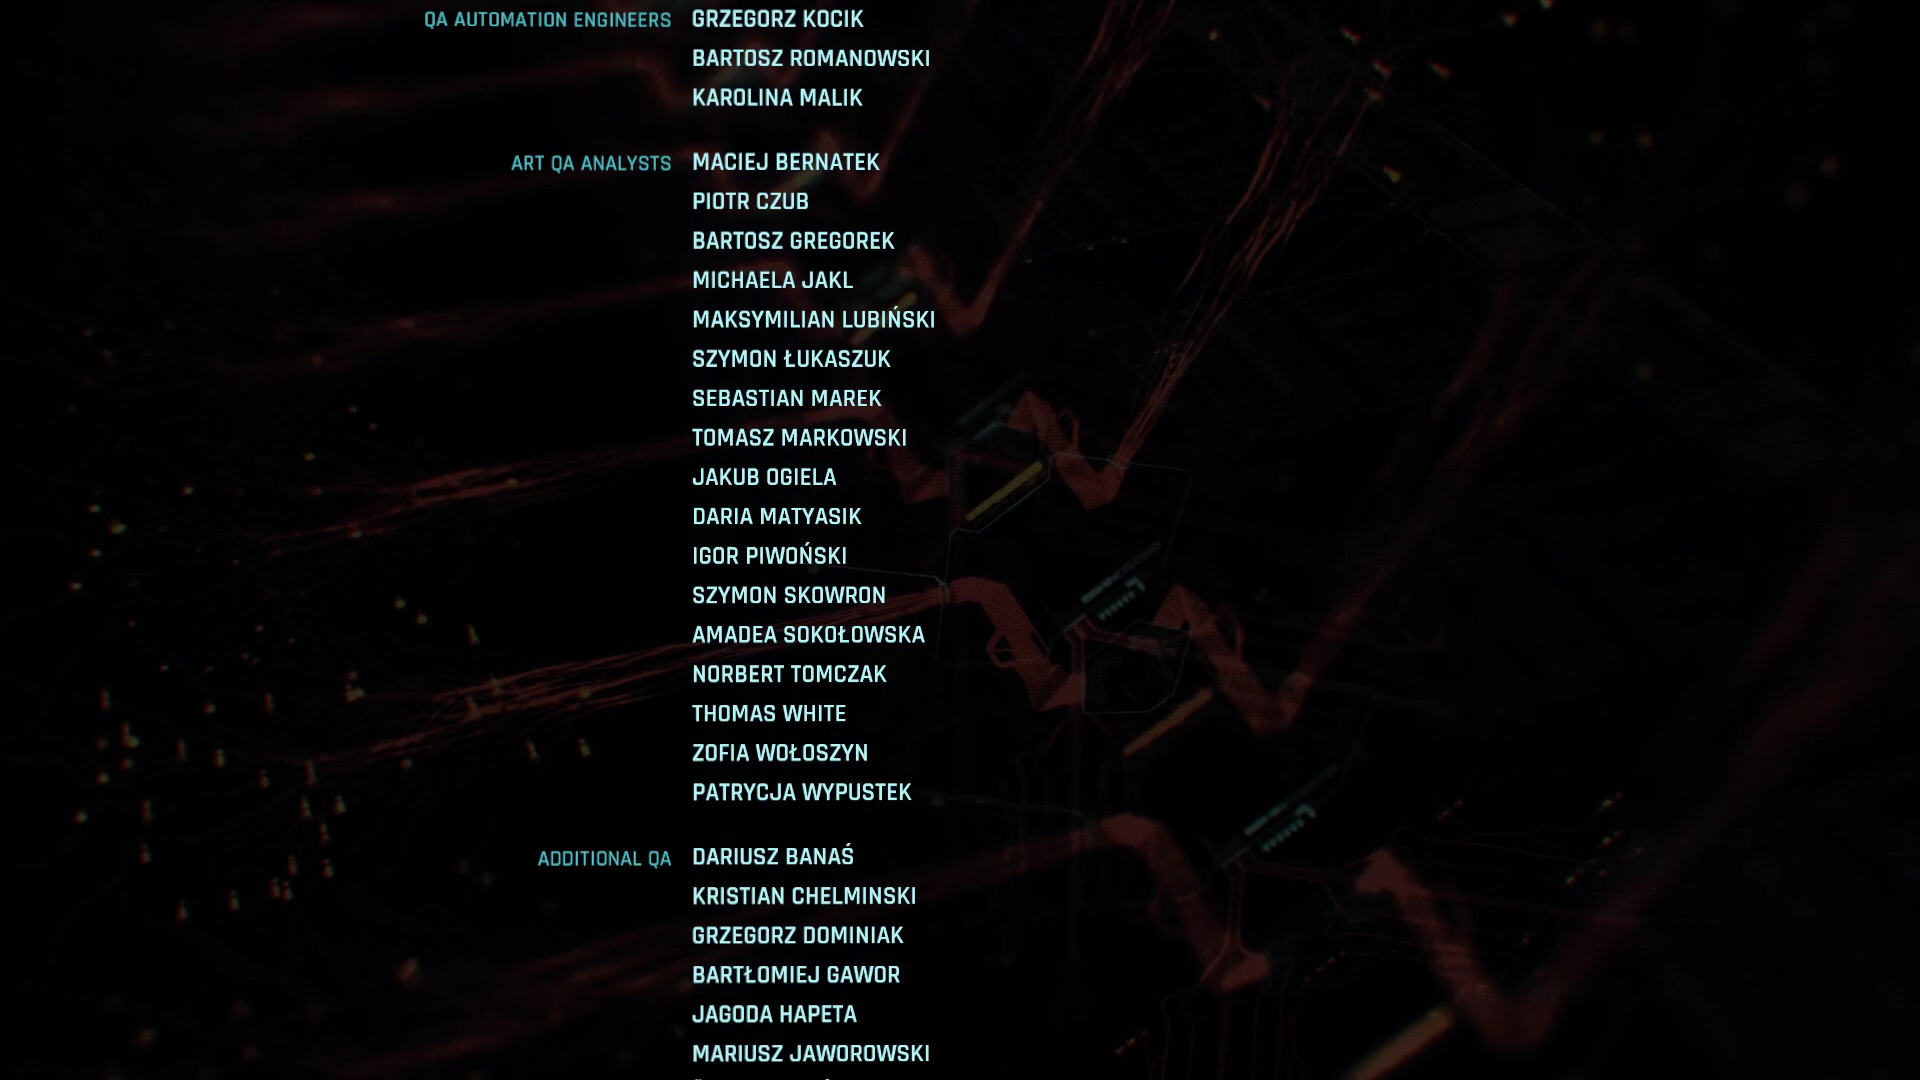 QA AUTOMATION ENGINEERS GRZEGORZ KOCIK
BARTOSZ ROMANOWSKI
KAROLINA MALIK
ART QA ANALYSTS MACIEJ BERNATEK
PIOTR CZUB
BARTOSZ GREGOREK
MICHAELA JAKL
MAKSYMILIAN LUBIŃSKI
SZYMON ŁUKASZUK
SEBASTIAN MAREK
TOMASZ MARKOWSKI
JAKUB OGIELA
DARIA MATYASIK
IGOR PIWOŃSKI
SZYMON SKOWRON
AMADEA SOKOŁOWSKA
NORBERT TOMCZAK
THOMAS WHITE
ZOFIA WOŁOSZYN
PATRYCJA WYPUSTEK
ADDITIONAL QA DARIUSZ BANAŚ
KRISTIAN CHELMINSKI
GRZEGORZ DOMINIAK
BARTŁOMIEJ GAWOR
JAGODA HAPETA
MARIUSZ JAWOROWSKI